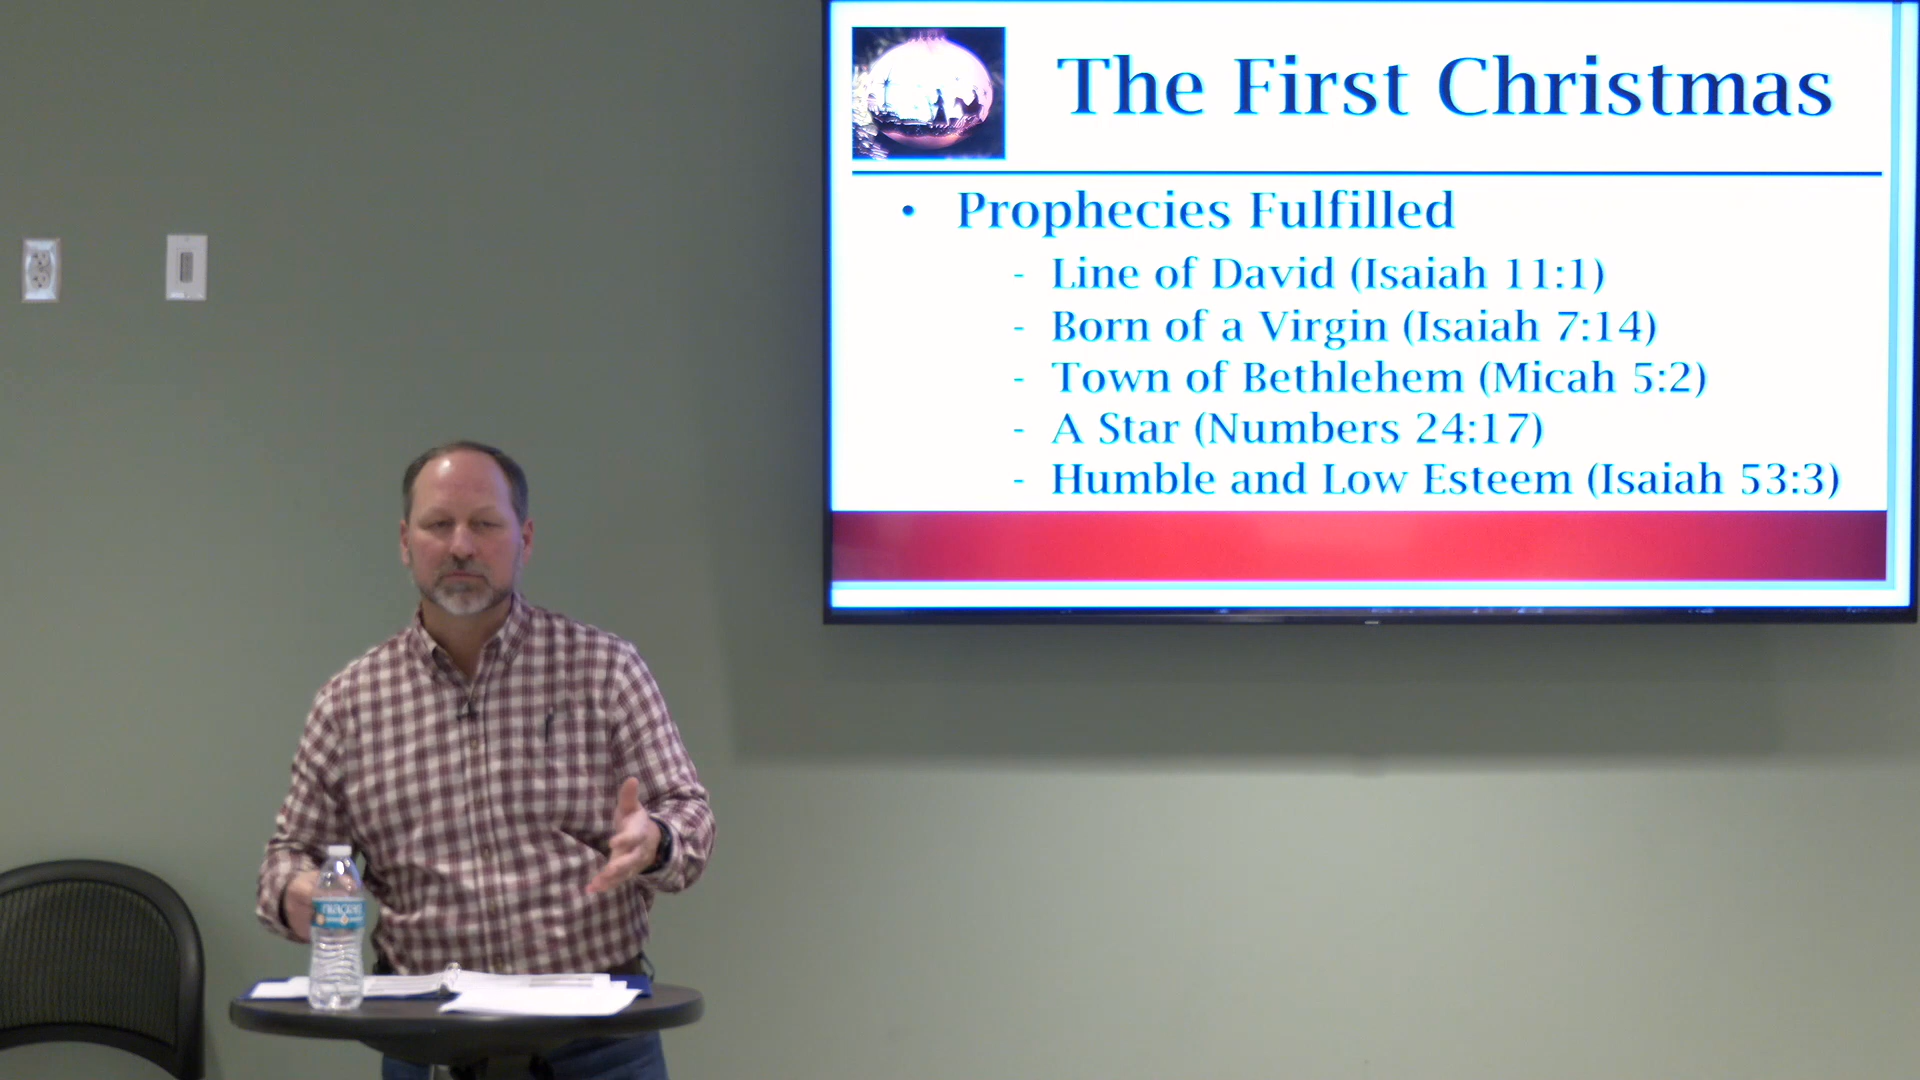 The First Christmas
• Prophecies Fulfilled
- Line of David (Isaiah 11:1)
- Born of a Virgin (Isaiah 7:14)
- Town of Bethlehem (Micah 5:2)
- A Star (Numbers 24:17)
- Humble and Low Esteem (Isaiah 53:3)